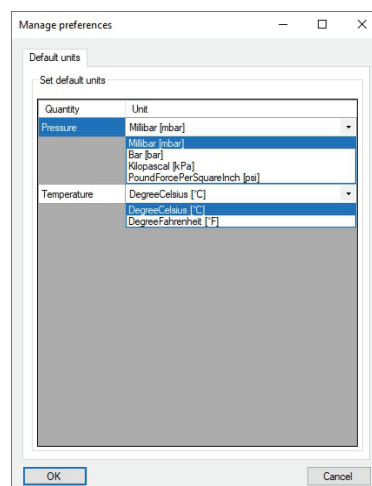 Manage preferences
Default units
Set default units
Quantity Unit
Pressure Millibar [mbar]
Millibar [mbar]
Bar [bar]
Kilopascal [kPa]
PoundForcePerSquareInch [psi]
Temperature DegreeCelsius [°C]
DegreeCelsius [°C]
DegreeFahrenheit [°F]
OK Cancel